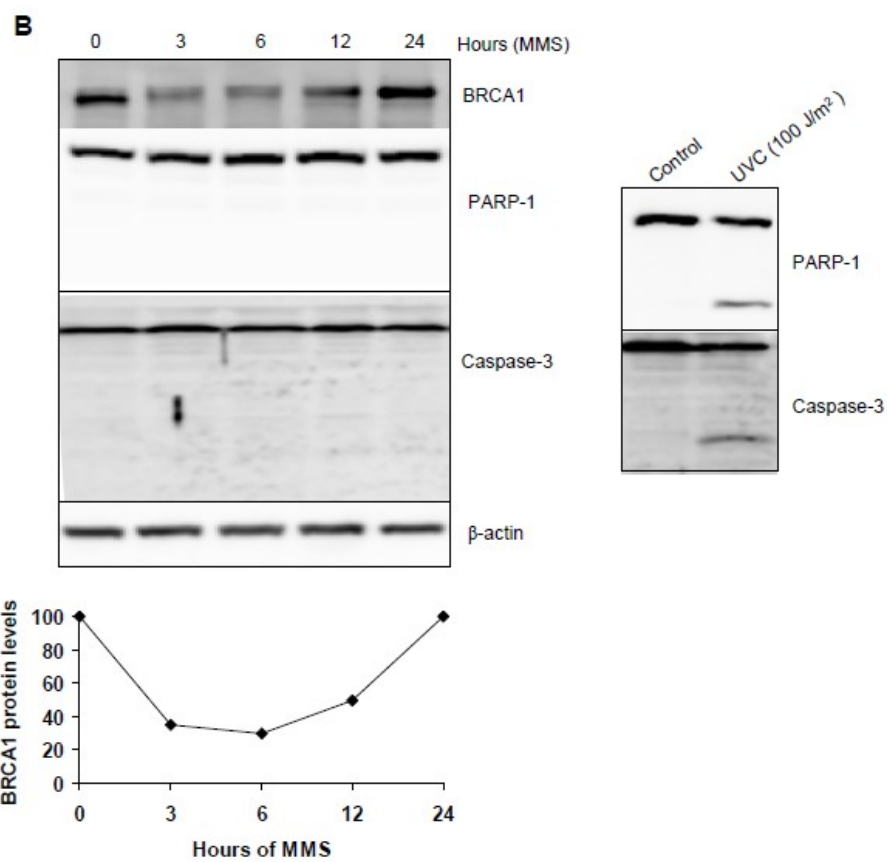 B
0 3 6 12 24 Hours (MMS)
BRCA1
PARP-1
Caspase-3
β-actin
Control
UVC (100 J/m²)
PARP-1
Caspase-3
BRCA1 protein levels
100
80
60
40
20
0
0 3 6 12 24
Hours of MMS